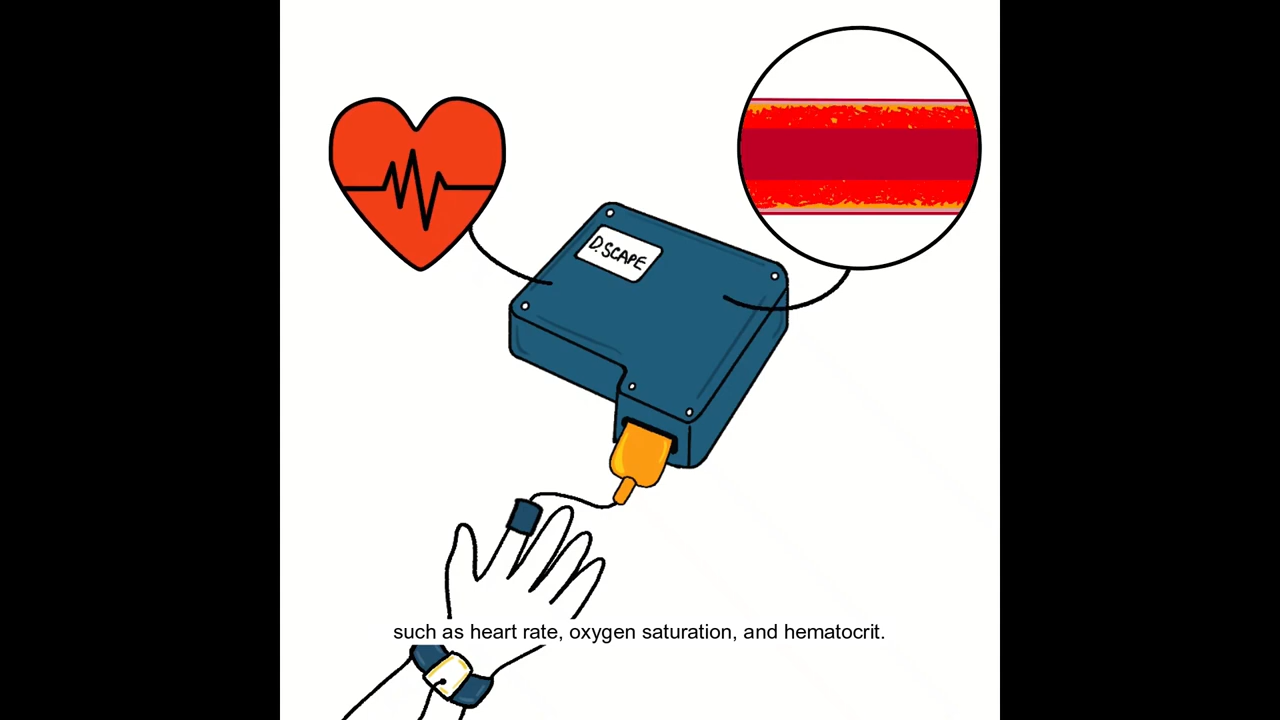 D.SCAPE
such as heart rate, oxygen saturation, and hematocrit.